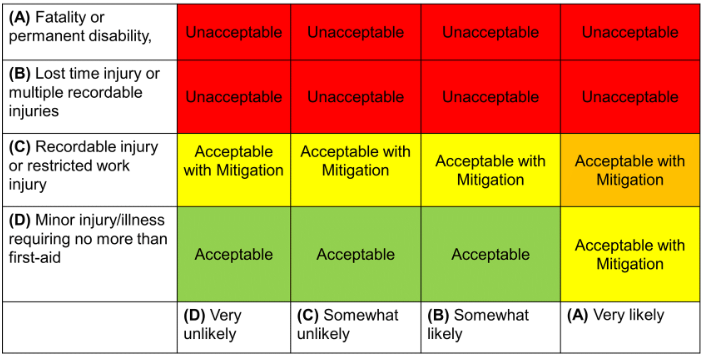 (A) Fatality or
permanent disability,
Unacceptable
Unacceptable
Unacceptable
Unacceptable
(B) Lost time injury or
multiple recordable
injuries
Unacceptable
Unacceptable
Unacceptable
Unacceptable
(C) Recordable injury
or restricted work
injury
Acceptable
with Mitigation
Acceptable with
Mitigation
Acceptable with
Mitigation
Acceptable with
Mitigation
(D) Minor injury/illness
requiring no more than
first-aid
Acceptable
Acceptable
Acceptable
Acceptable with
Mitigation
(D) Very
unlikely
(C) Somewhat
unlikely
(B) Somewhat
likely
(A) Very likely